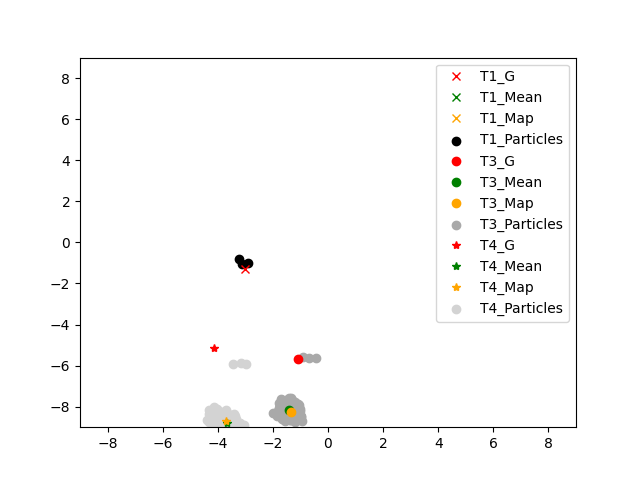 8
6
4
2
0
−2
−4
−6
−8
−8 −6 −4 −2 0 2 4 6 8
T1_G
T1_Mean
T1_Map
T1_Particles
T3_G
T3_Mean
T3_Map
T3_Particles
T4_G
T4_Mean
T4_Map
T4_Particles